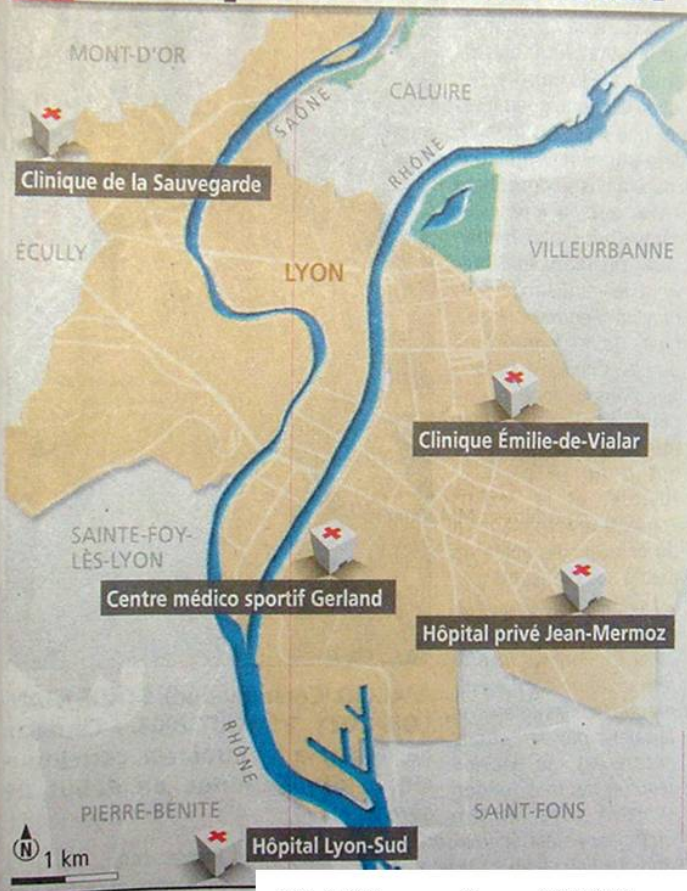 MONT-D'OR
SAÔNE
CALUIRE
RHÔNE
Clinique de la Sauvegarde
ÉCULLY
VILLEURBANNE
LYON
Clinique Émilie-de-Vialar
SAINTE-FOY-
LÈS-LYON
Centre médico sportif Gerland
Hôpital privé Jean-Mermoz
RHÔNE
PIERRE-BÉNITE
SAINT-FONS
Hôpital Lyon-Sud
N
1 km